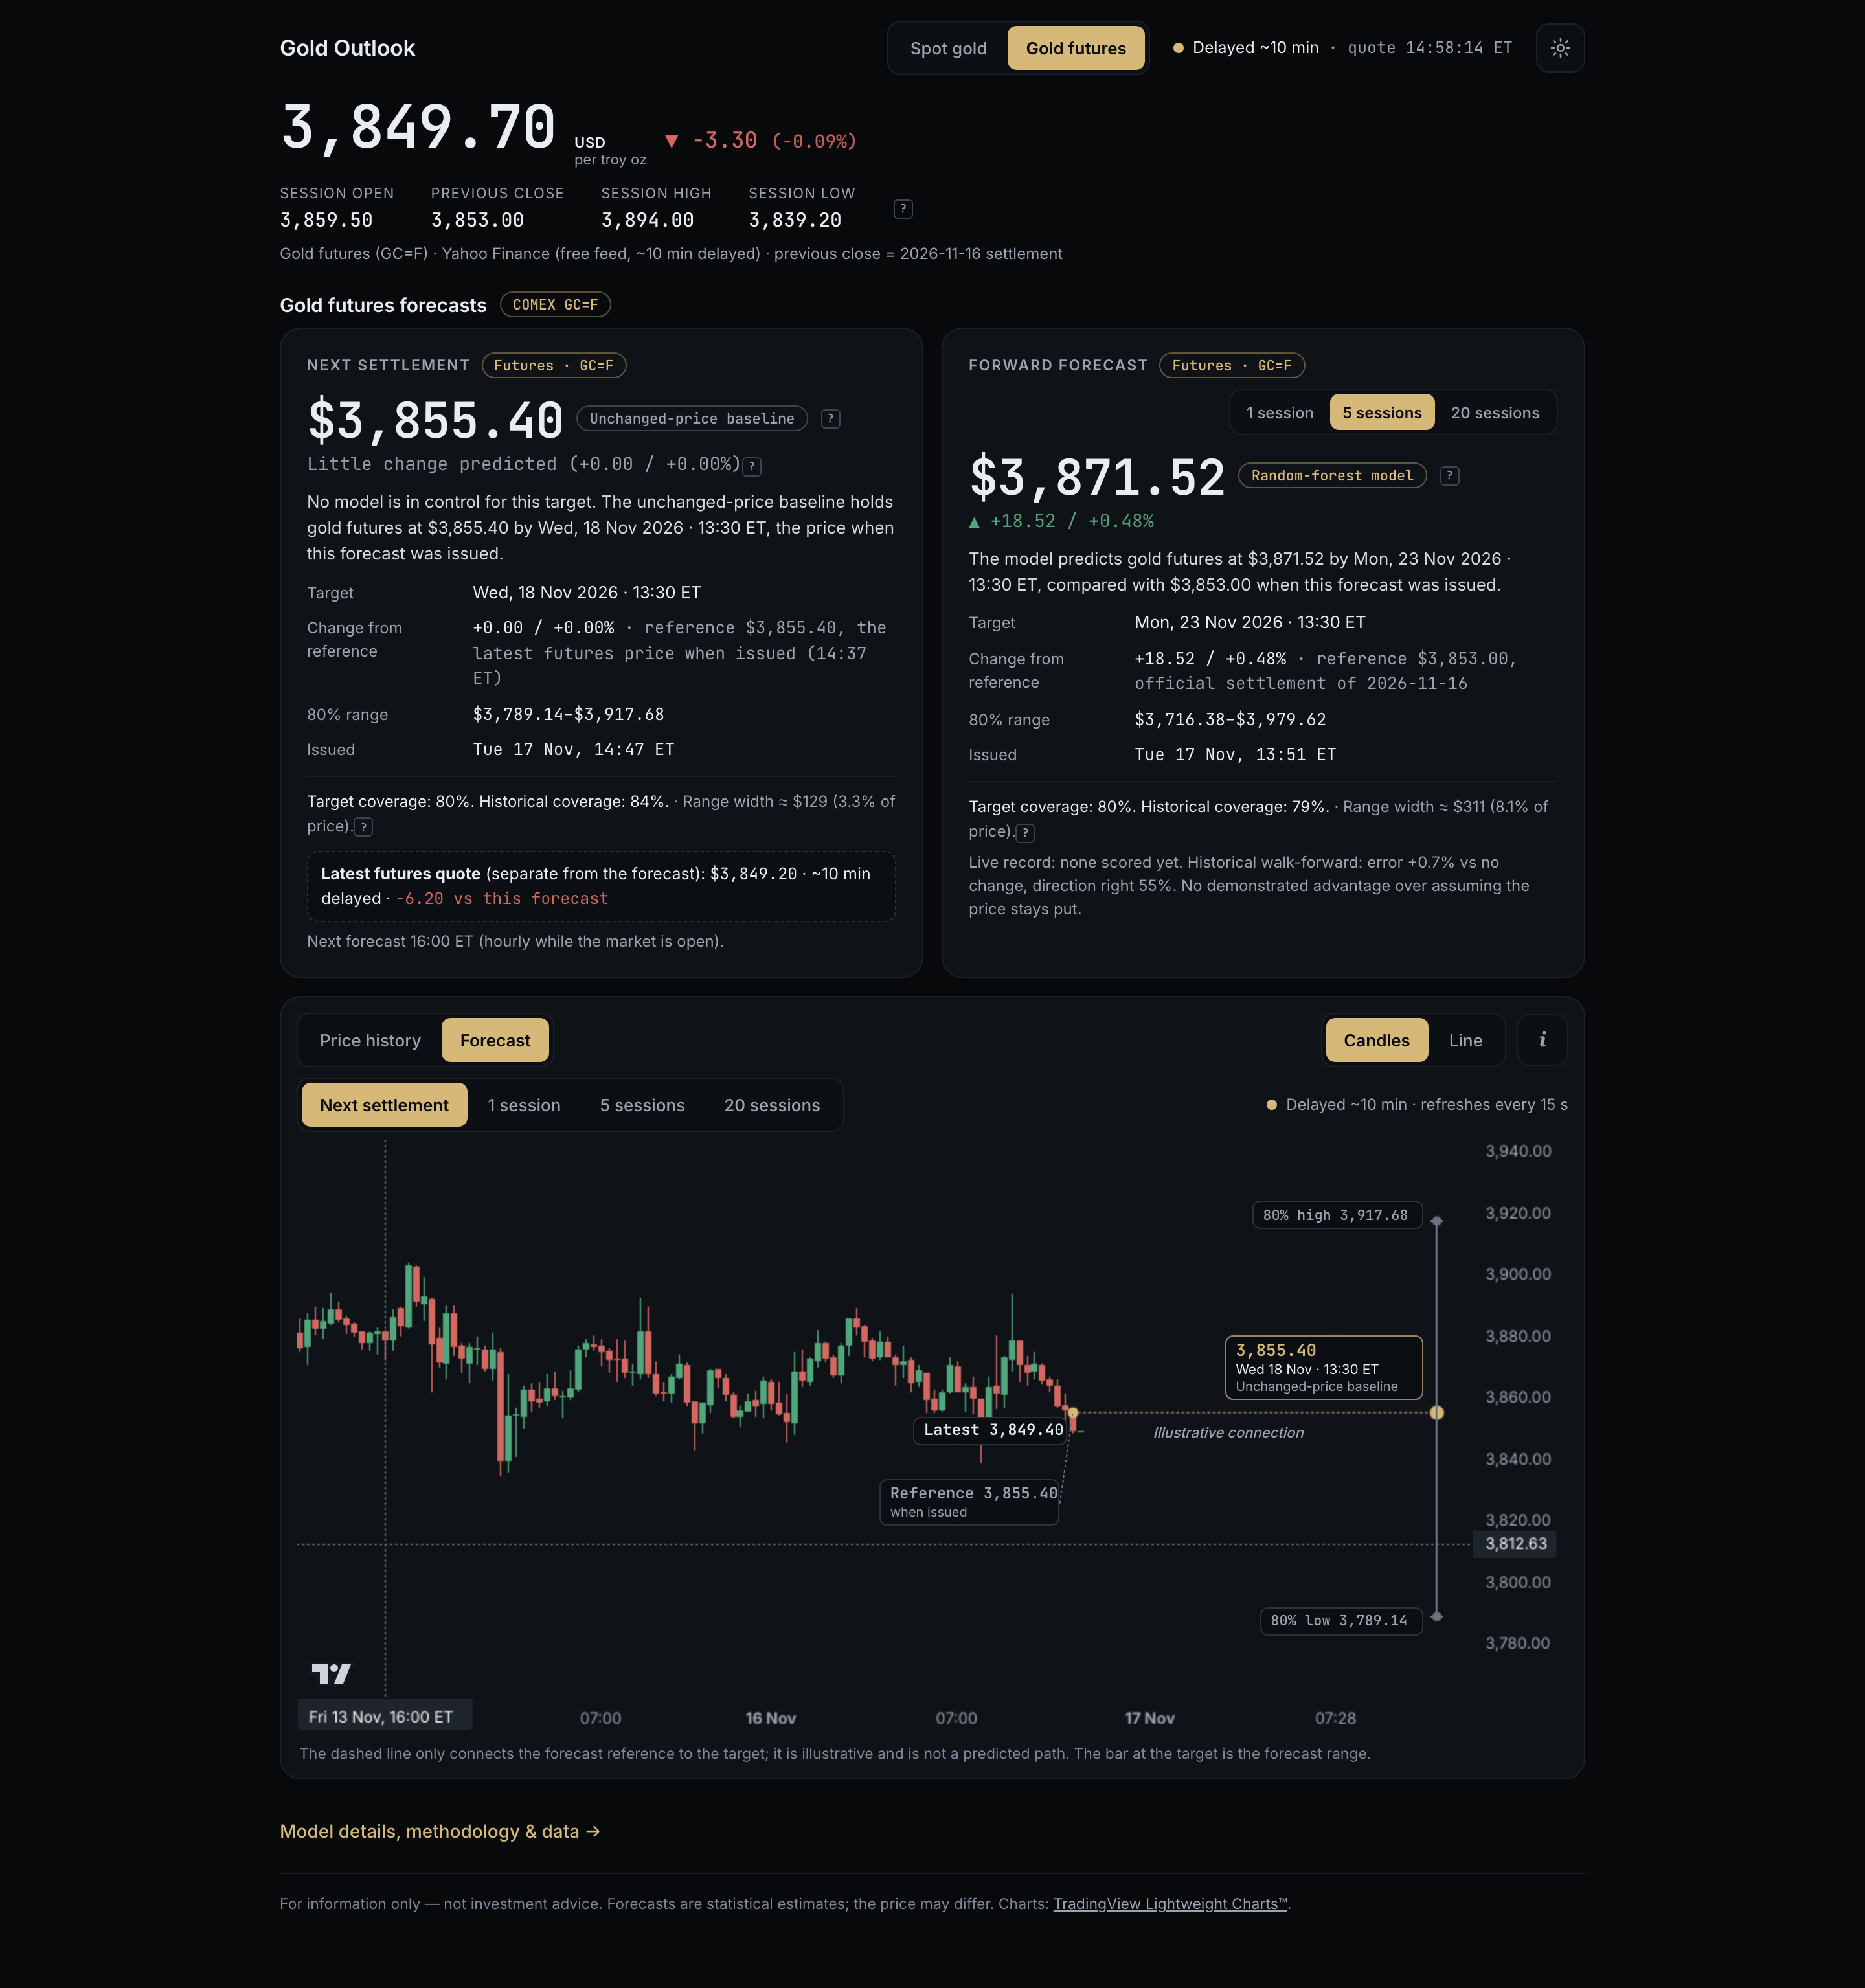 Gold Outlook
Spot gold
Gold futures
Delayed ~10 min · quote 14:58:14 ET
3,849.70
USD
per troy oz
▼ -3.30 (-0.09%)
SESSION OPEN
3,859.50
PREVIOUS CLOSE
3,853.00
SESSION HIGH
3,894.00
SESSION LOW
3,839.20
?
Gold futures (GC=F) · Yahoo Finance (free feed, ~10 min delayed) · previous close = 2026-11-16 settlement
Gold futures forecasts
COMEX GC=F
NEXT SETTLEMENT
Futures · GC=F
$3,855.40
Unchanged-price baseline
?
Little change predicted (+0.00 / +0.00%)
?
No model is in control for this target. The unchanged-price baseline holds
gold futures at $3,855.40 by Wed, 18 Nov 2026 · 13:30 ET, the price when
this forecast was issued.
Target
Wed, 18 Nov 2026 · 13:30 ET
Change from
reference
+0.00 / +0.00% · reference $3,855.40, the
latest futures price when issued (14:37
ET)
80% range
$3,789.14–$3,917.68
Issued
Tue 17 Nov, 14:47 ET
Target coverage: 80%. Historical coverage: 84%. · Range width ≈ $129 (3.3% of
price).
?
Latest futures quote (separate from the forecast): $3,849.20 · ~10 min
delayed · -6.20 vs this forecast
Next forecast 16:00 ET (hourly while the market is open).
FORWARD FORECAST
Futures · GC=F
1 session
5 sessions
20 sessions
$3,871.52
Random-forest model
?
▲ +18.52 / +0.48%
The model predicts gold futures at $3,871.52 by Mon, 23 Nov 2026 ·
13:30 ET, compared with $3,853.00 when this forecast was issued.
Target
Mon, 23 Nov 2026 · 13:30 ET
Change from
reference
+18.52 / +0.48% · reference $3,853.00,
official settlement of 2026-11-16
80% range
$3,716.38–$3,979.62
Issued
Tue 17 Nov, 13:51 ET
Target coverage: 80%. Historical coverage: 79%. · Range width ≈ $311 (8.1% of
price).
?
Live record: none scored yet. Historical walk-forward: error +0.7% vs no
change, direction right 55%. No demonstrated advantage over assuming the
price stays put.
Price history
Forecast
Candles
Line
i
Next settlement
1 session
5 sessions
20 sessions
Delayed ~10 min · refreshes every 15 s
3,940.00
80% high 3,917.68
3,920.00
3,900.00
3,880.00
3,855.40
Wed 18 Nov · 13:30 ET
Unchanged-price baseline
3,860.00
Latest 3,849.40
Illustrative connection
3,840.00
Reference 3,855.40
when issued
3,820.00
3,812.63
3,800.00
80% low 3,789.14
3,780.00
Fri 13 Nov, 16:00 ET
07:00
16 Nov
07:00
17 Nov
07:28
The dashed line only connects the forecast reference to the target; it is illustrative and is not a predicted path. The bar at the target is the forecast range.
Model details, methodology & data →
For information only — not investment advice. Forecasts are statistical estimates; the price may differ. Charts: TradingView Lightweight Charts™.